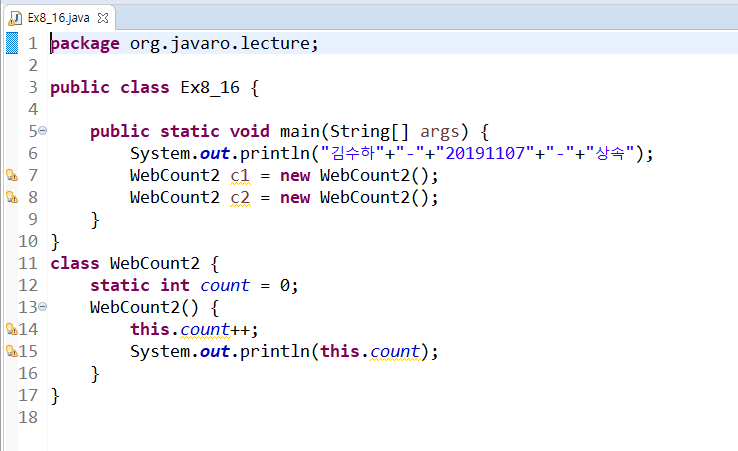 Ex8_16.java
1 package org.javaro.lecture;
2
3 public class Ex8_16 {
4
5 public static void main(String[] args) {
6 System.out.println("김수하"+"-"+"20191107"+"-"+"상속");
7 WebCount2 c1 = new WebCount2();
8 WebCount2 c2 = new WebCount2();
9 }
10 }
11 class WebCount2 {
12 static int count = 0;
13 WebCount2() {
14 this.count++;
15 System.out.println(this.count);
16 }
17 }
18